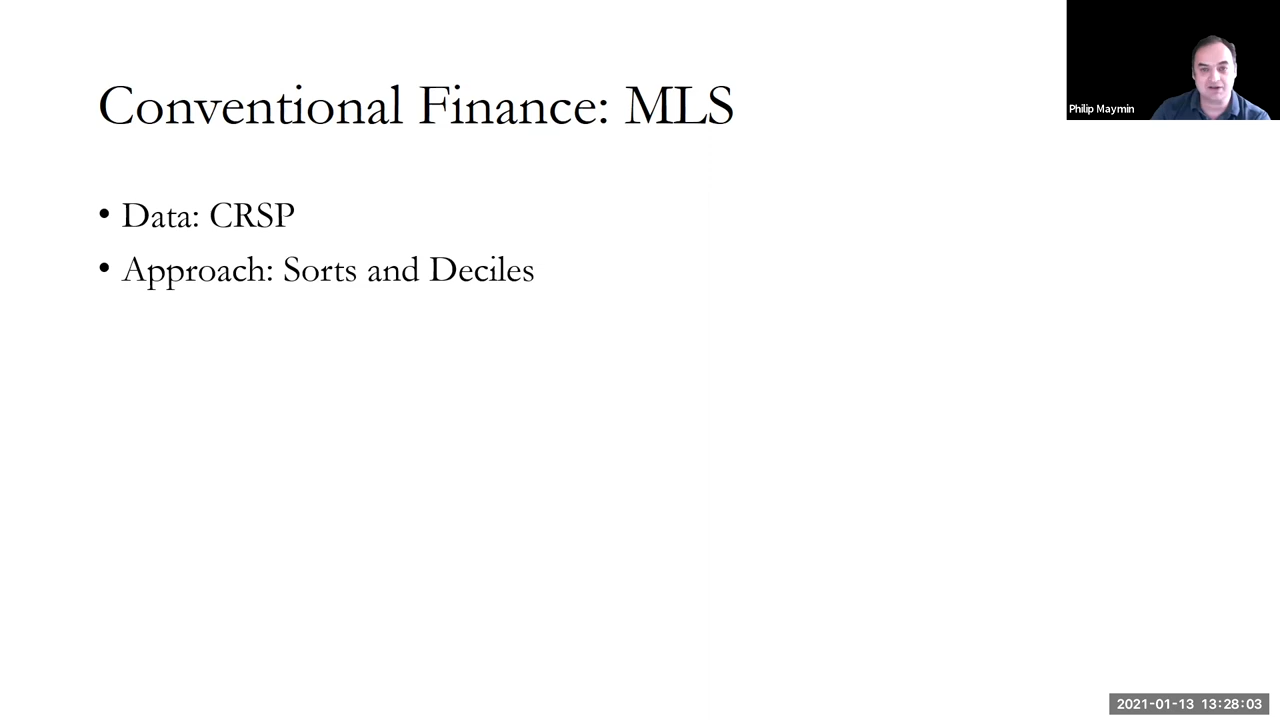 Conventional Finance: MLS
Philip Maymin
• Data: CRSP
• Approach: Sorts and Deciles
2021-01-13 13:28:03